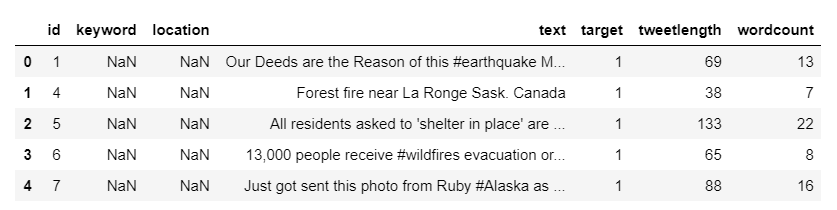 id keyword location text target tweetlength wordcount
0 1 NaN NaN Our Deeds are the Reason of this #earthquake M... 1 69 13
1 4 NaN NaN Forest fire near La Ronge Sask. Canada 1 38 7
2 5 NaN NaN All residents asked to 'shelter in place' are ... 1 133 22
3 6 NaN NaN 13,000 people receive #wildfires evacuation or... 1 65 8
4 7 NaN NaN Just got sent this photo from Ruby #Alaska as ... 1 88 16